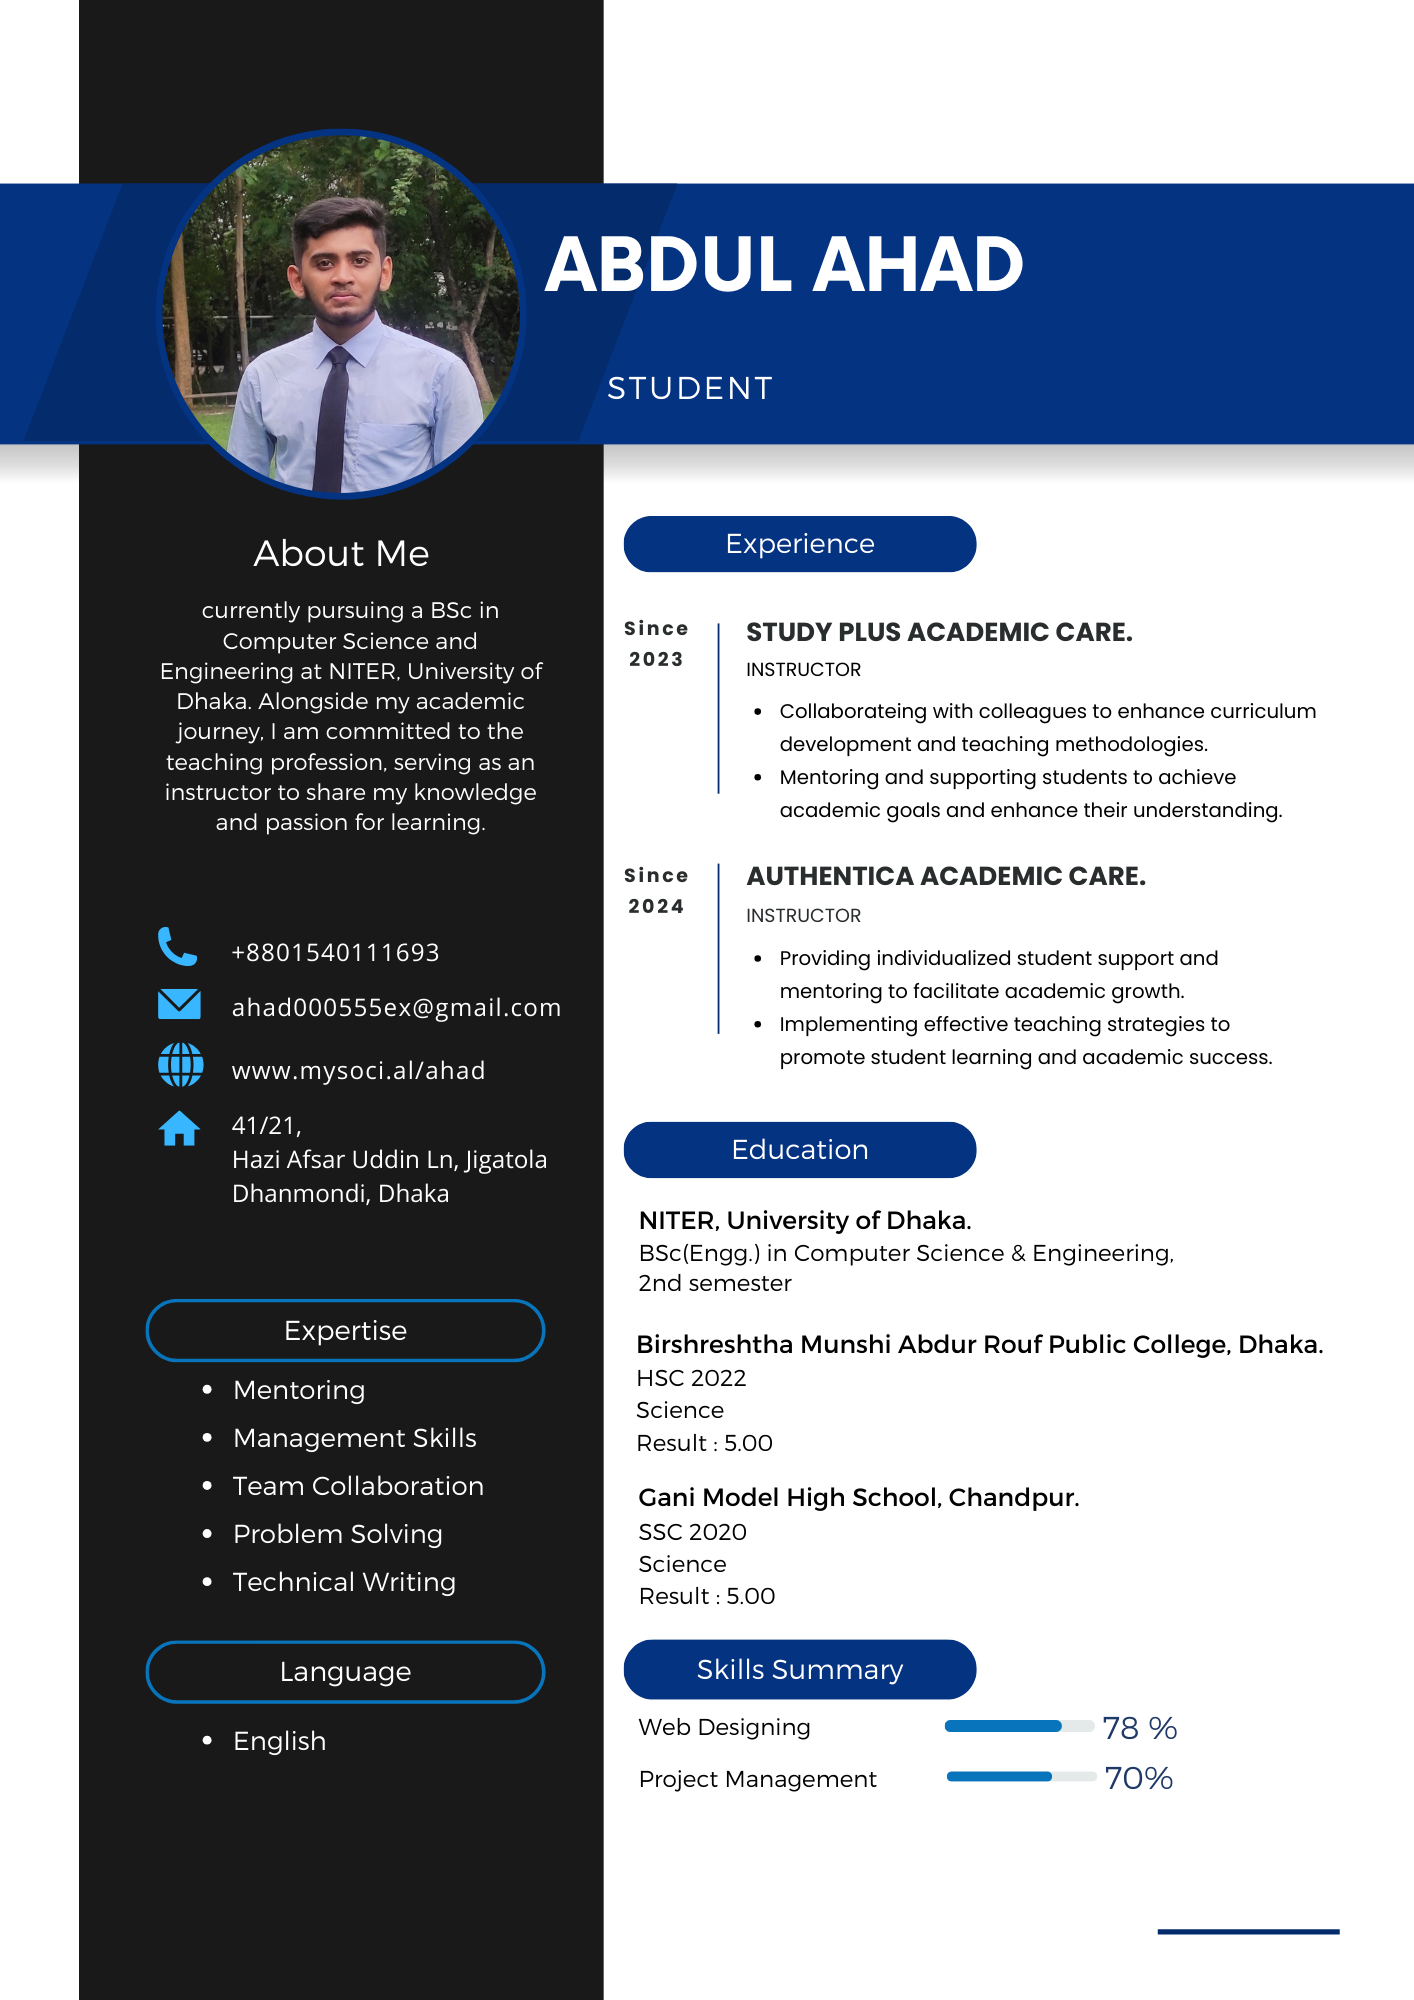 ABDUL AHAD
STUDENT
About Me
currently pursuing a BSc in
Computer Science and
Engineering at NITER, University of
Dhaka. Alongside my academic
journey, I am committed to the
teaching profession, serving as an
instructor to share my knowledge
and passion for learning.
+8801540111693
ahad000555ex@gmail.com
www.mysoci.al/ahad
41/21,
Hazi Afsar Uddin Ln, Jigatola
Dhanmondi, Dhaka
Expertise
• Mentoring
• Management Skills
• Team Collaboration
• Problem Solving
• Technical Writing
Language
• English
Experience
Since
2023
STUDY PLUS ACADEMIC CARE.
INSTRUCTOR
• Collaborateing with colleagues to enhance curriculum
development and teaching methodologies.
• Mentoring and supporting students to achieve
academic goals and enhance their understanding.
Since
2024
AUTHENTICA ACADEMIC CARE.
INSTRUCTOR
• Providing individualized student support and
mentoring to facilitate academic growth.
• Implementing effective teaching strategies to
promote student learning and academic success.
Education
NITER, University of Dhaka.
BSc(Engg.) in Computer Science & Engineering,
2nd semester
Birshreshtha Munshi Abdur Rouf Public College, Dhaka.
HSC 2022
Science
Result : 5.00
Gani Model High School, Chandpur.
SSC 2020
Science
Result : 5.00
Skills Summary
Web Designing 78 %
Project Management 70%